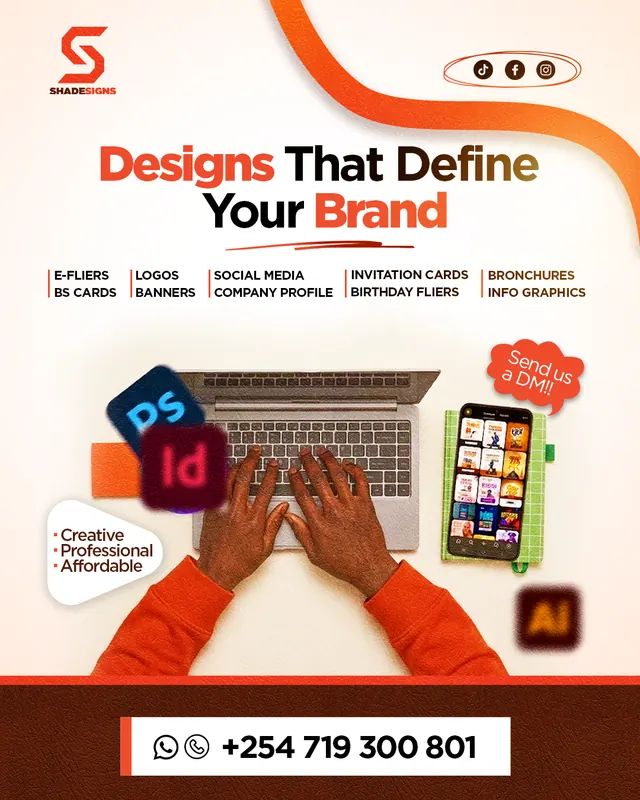 SHADESIGNS
Designs That Define
Your Brand
E-FLIERS
BS CARDS
LOGOS
BANNERS
SOCIAL MEDIA
COMPANY PROFILE
INVITATION CARDS
BIRTHDAY FLIERS
BRONCHURES
INFO GRAPHICS
Send us
a DM!!
Ps
Id
Creative
Professional
Affordable
Ai
+254 719 300 801